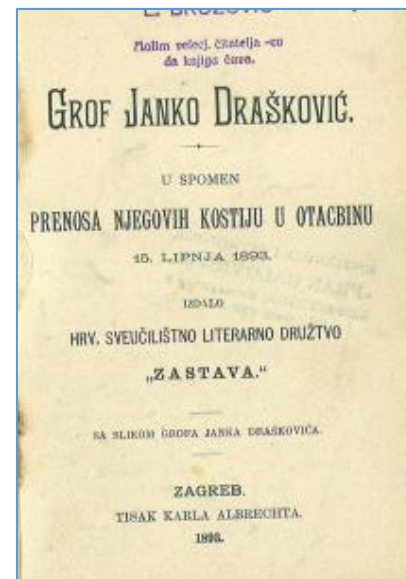 L. BROZOVIĆ
Molim velecj. čitatelja -cu
da knjigu čuva.
GROF JANKO DRAŠKOVIĆ.
U SPOMEN
PRENOSA NJEGOVIH KOSTIJU U OTACBINU
15. LIPNJA 1893.
IZDALO
HRV. SVEUČILIŠTNO LITERARNO DRUŽTVO
„ZASTAVA.“
SA SLIKOM GROFA JANKA DRAŠKOVIĆA.
ZAGREB.
TISAK KARLA ALBRECHTA.
1893.